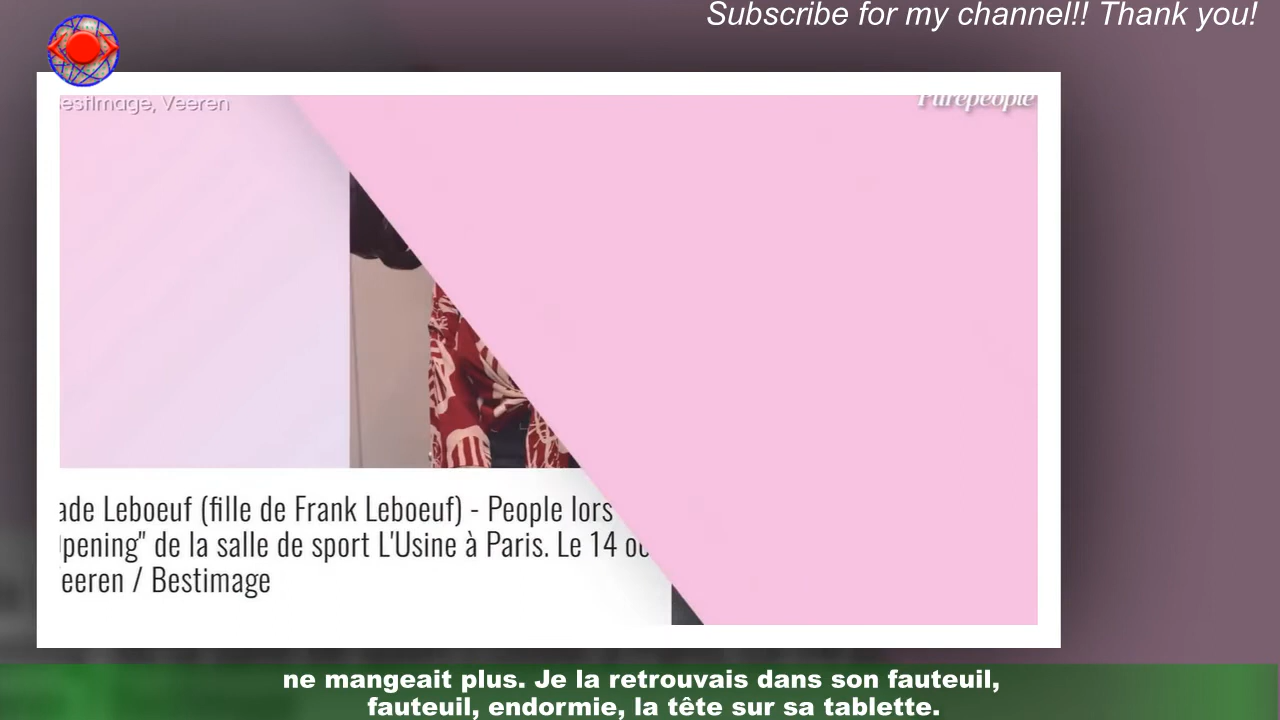 Subscribe for my channel!! Thank you!
Bestimage, Veeren
Purepeople
ade Leboeuf (fille de Frank Leboeuf) - People lors
pening" de la salle de sport L'Usine à Paris. Le 14 oc
eeren / Bestimage
ne mangeait plus. Je la retrouvais dans son fauteuil,
fauteuil, endormie, la tête sur sa tablette.